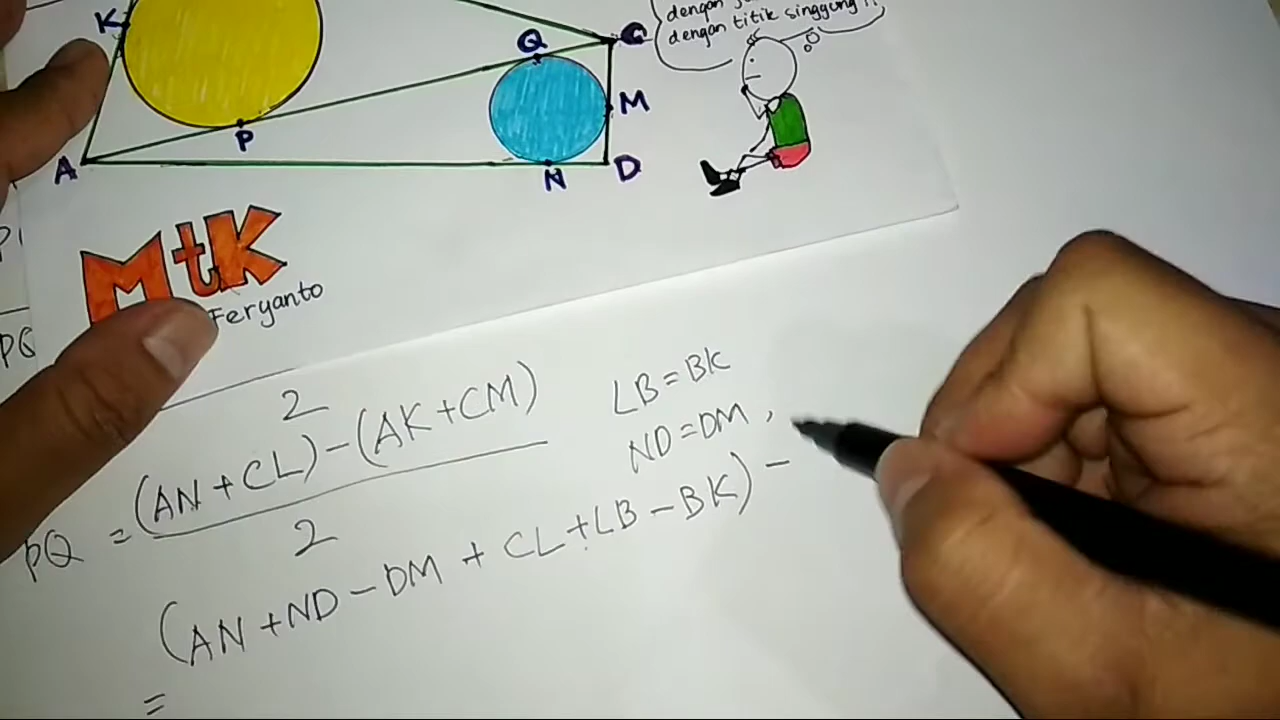 dengan
dengan titik singgung
K
Q
C
M
P
A
N
D
MtK
Feryanto
PQ
2
PQ = (AN + CL) - (AK + CM)
2
LB = BK
ND = DM ,
= (AN + ND - DM + CL + LB - BK) -